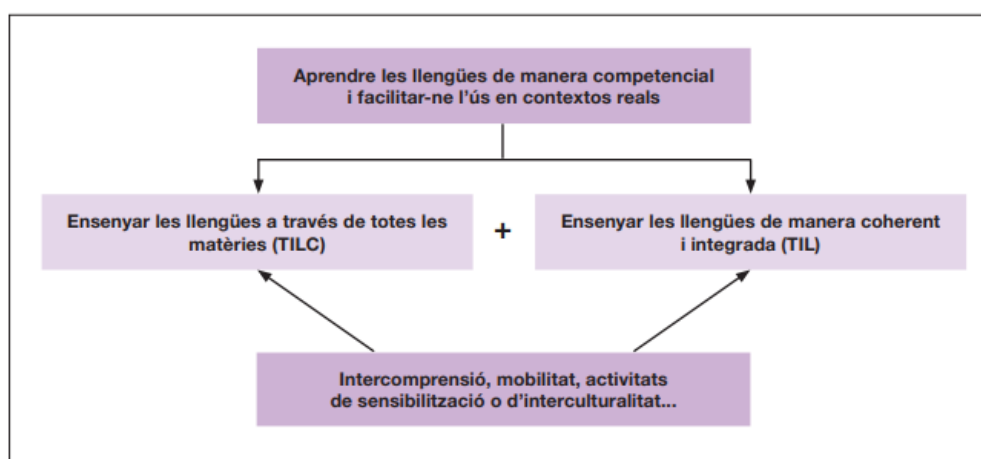 Aprendre les llengües de manera competencial
i facilitar-ne l'ús en contextos reals
Ensenyar les llengües a través de totes les
matèries (TILC)
+
Ensenyar les llengües de manera coherent
i integrada (TIL)
Intercomprensió, mobilitat, activitats
de sensibilització o d'interculturalitat...